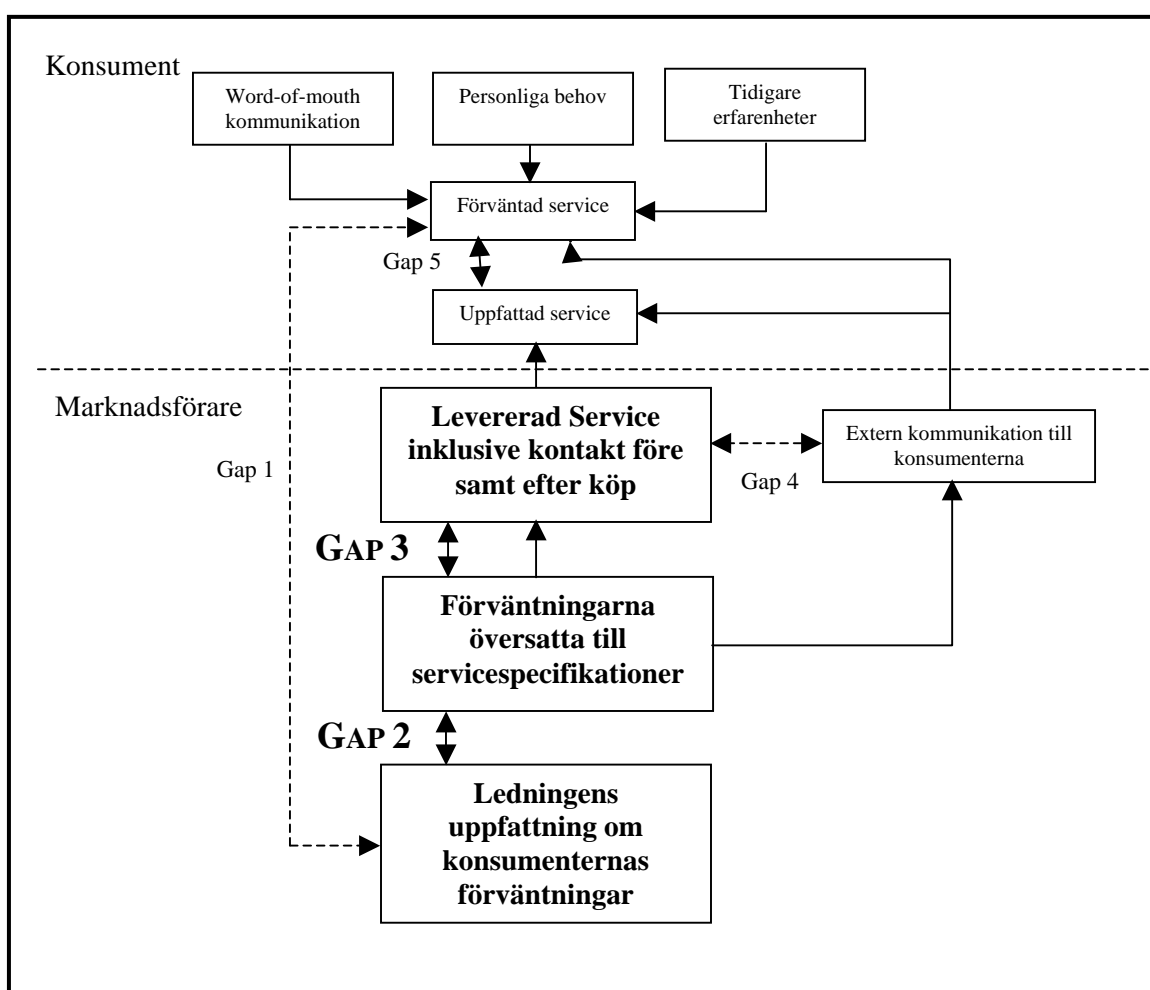 Konsument
Word-of-mouth
kommunikation
Personliga behov
Tidigare
erfarenheter
Förväntad service
Gap 5
Uppfattad service
Marknadsförare
Levererad Service
inklusive kontakt före
samt efter köp
Extern kommunikation till
konsumenterna
Gap 1
Gap 4
GAP 3
Förväntningarna
översatta till
servicespecifikationer
GAP 2
Ledningens
uppfattning om
konsumenternas
förväntningar